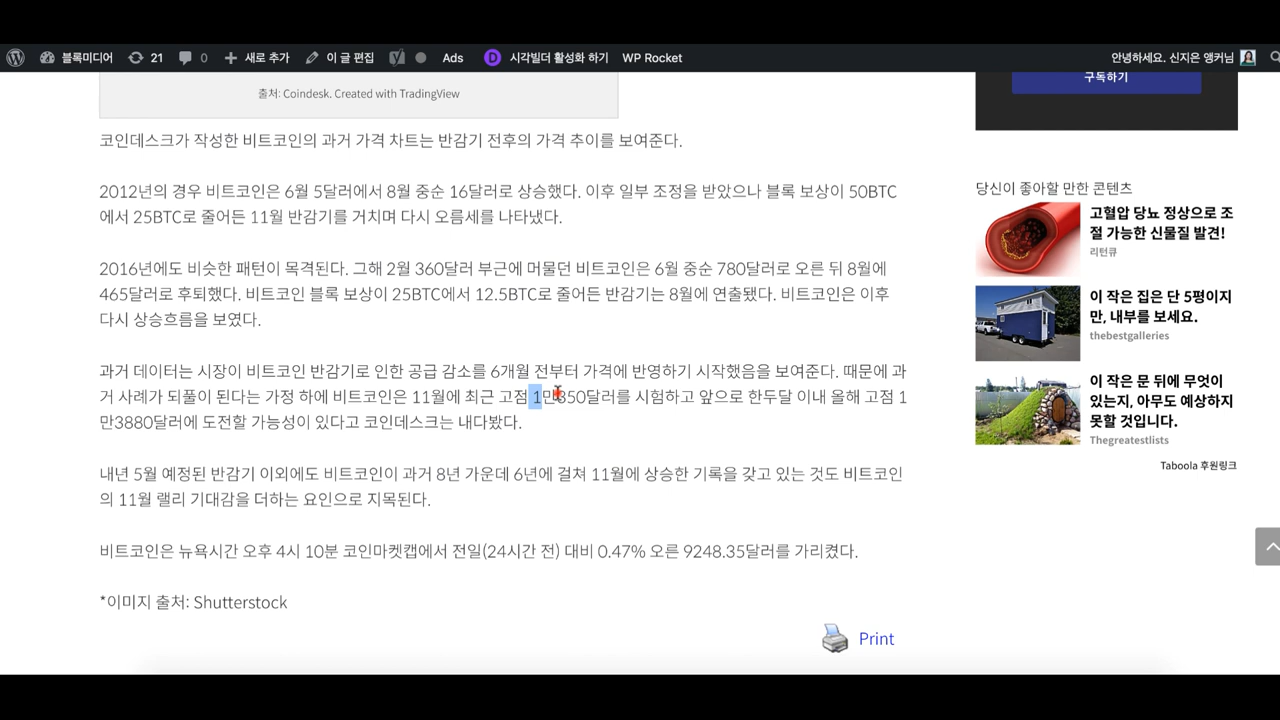 블록미디어 21 0 새로 추가 이 글 편집 Ads D 시각빌더 활성화 하기 WP Rocket 안녕하세요. 신지은 앵커님
출처: Coindesk. Created with TradingView
코인데스크가 작성한 비트코인의 과거 가격 차트는 반감기 전후의 가격 추이를 보여준다.
2012년의 경우 비트코인은 6월 5달러에서 8월 중순 16달러로 상승했다. 이후 일부 조정을 받았으나 블록 보상이 50BTC
에서 25BTC로 줄어든 11월 반감기를 거치며 다시 오름세를 나타냈다.
2016년에도 비슷한 패턴이 목격된다. 그해 2월 360달러 부근에 머물던 비트코인은 6월 중순 780달러로 오른 뒤 8월에
465달러로 후퇴했다. 비트코인 블록 보상이 25BTC에서 12.5BTC로 줄어든 반감기는 8월에 연출됐다. 비트코인은 이후
다시 상승흐름을 보였다.
과거 데이터는 시장이 비트코인 반감기로 인한 공급 감소를 6개월 전부터 가격에 반영하기 시작했음을 보여준다. 때문에 과
거 사례가 되풀이 된다는 가정 하에 비트코인은 11월에 최근 고점 1만350달러를 시험하고 앞으로 한두달 이내 올해 고점 1
만3880달러에 도전할 가능성이 있다고 코인데스크는 내다봤다.
내년 5월 예정된 반감기 이외에도 비트코인이 과거 8년 가운데 6년에 걸쳐 11월에 상승한 기록을 갖고 있는 것도 비트코인
의 11월 랠리 기대감을 더하는 요인으로 지목된다.
비트코인은 뉴욕시간 오후 4시 10분 코인마켓캡에서 전일(24시간 전) 대비 0.47% 오른 9248.35달러를 가리켰다.
*이미지 출처: Shutterstock
Print
구독하기
당신이 좋아할 만한 콘텐츠
고혈압 당뇨 정상으로 조
절 가능한 신물질 발견!
리턴큐
이 작은 집은 단 5평이지
만, 내부를 보세요.
thebestgalleries
이 작은 문 뒤에 무엇이
있는지, 아무도 예상하지
못할 것입니다.
Thegreatestlists
Taboola 후원링크